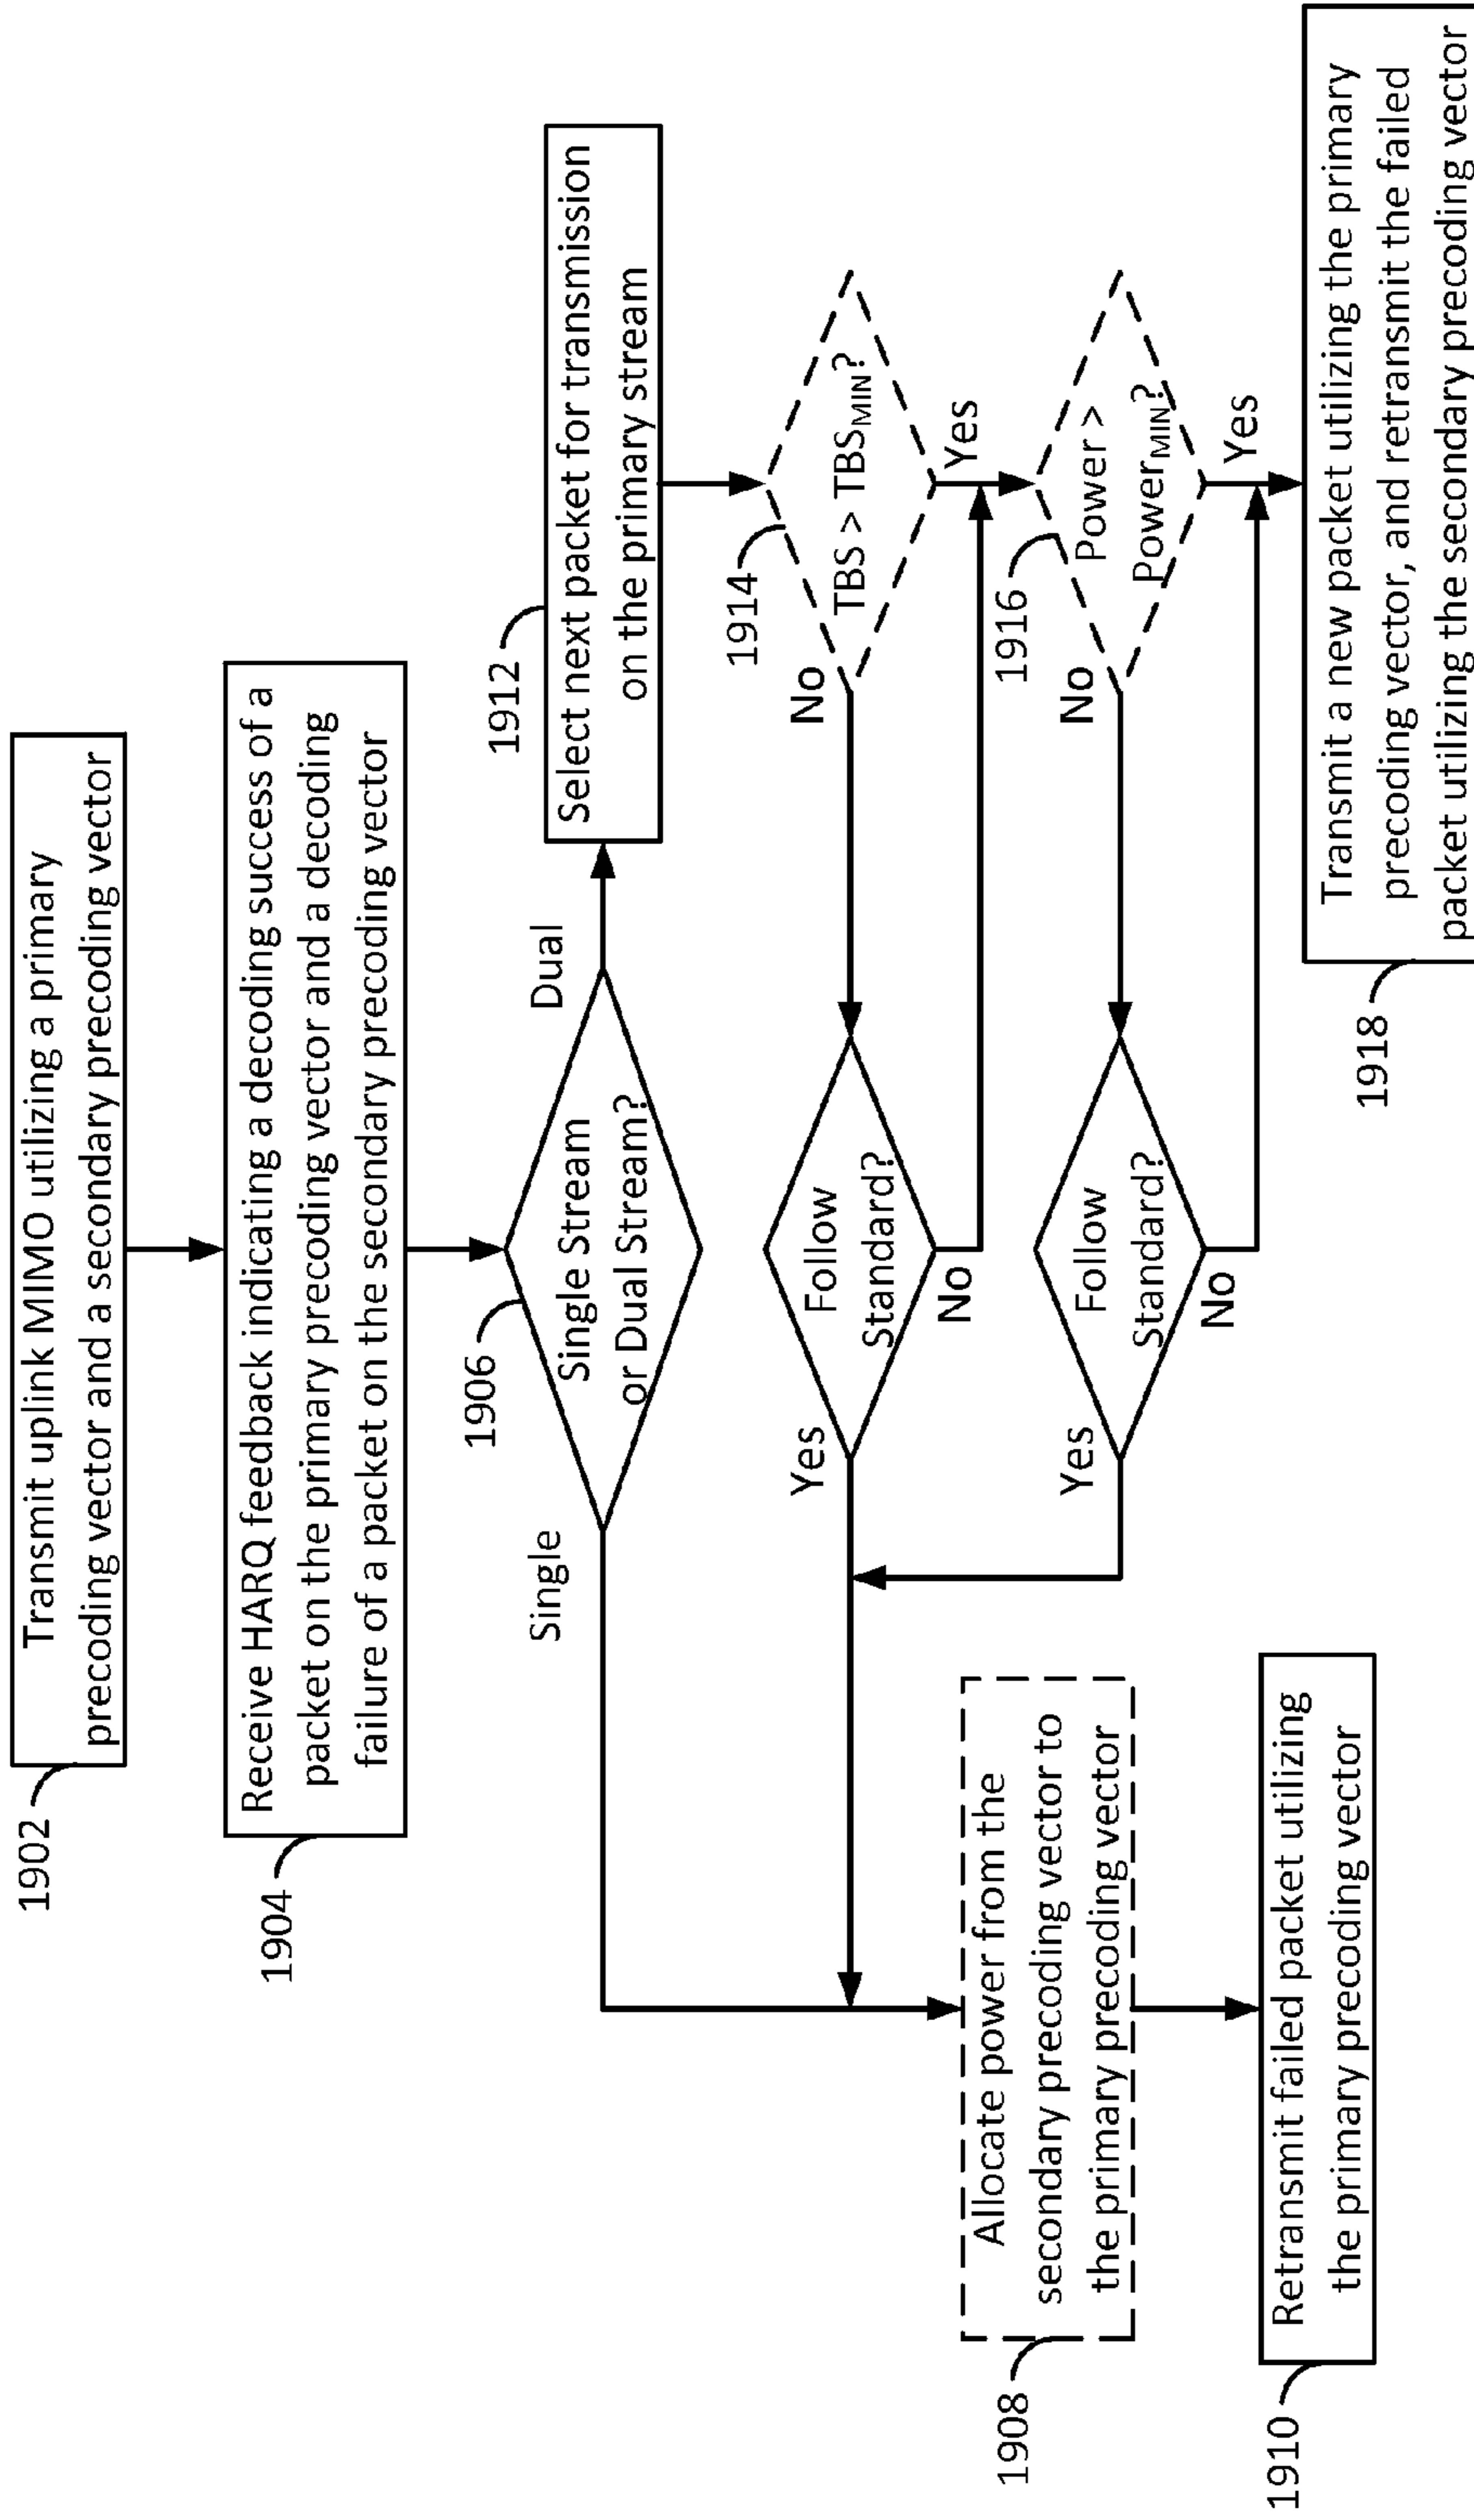 1902
Transmit uplink MIMO utilizing a primary
precoding vector and a secondary precoding vector
1904
Receive HARQ feedback indicating a decoding success of a
packet on the primary precoding vector and a decoding
failure of a packet on the secondary precoding vector
1906
Single Stream
or Dual Stream?
Single
Dual
1912
Select next packet for transmission
on the primary stream
1914
TBS > TBSMIN?
No
Yes
Follow
Standard?
Yes
No
1916
Power >
PowerMIN?
No
Yes
Follow
Standard?
Yes
No
1908
Allocate power from the
secondary precoding vector to
the primary precoding vector
1910
Retransmit failed packet utilizing
the primary precoding vector
1918
Transmit a new packet utilizing the primary
precoding vector, and retransmit the failed
packet utilizing the secondary precoding vector